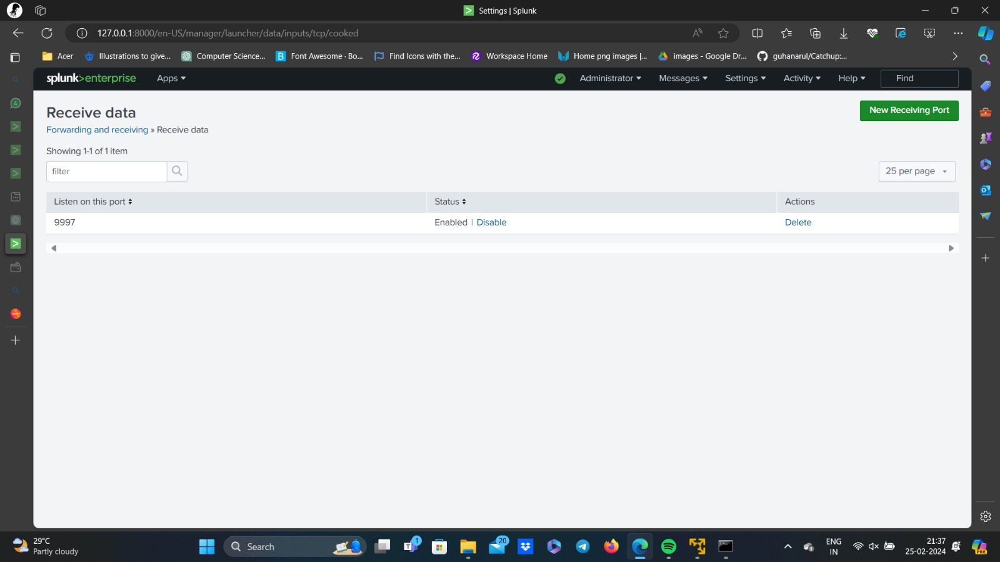 Settings | Splunk
127.0.0.1:8000/en-US/manager/launcher/data/inputs/tcp/cooked
Acer
Illustrations to give...
Computer Science...
Font Awesome · Bo...
Find Icons with the...
Workspace Home
Home png images |...
images - Google Dr...
guhanarul/Catchup:...
splunk>enterprise Apps
Administrator Messages Settings Activity Help Find
Receive data
New Receiving Port
Forwarding and receiving » Receive data
Showing 1-1 of 1 item
filter
25 per page
Listen on this port Status Actions
9997 Enabled | Disable Delete
29°C
Partly cloudy
Search
1
20
ENG
IN
21:37
25-02-2024
PRE